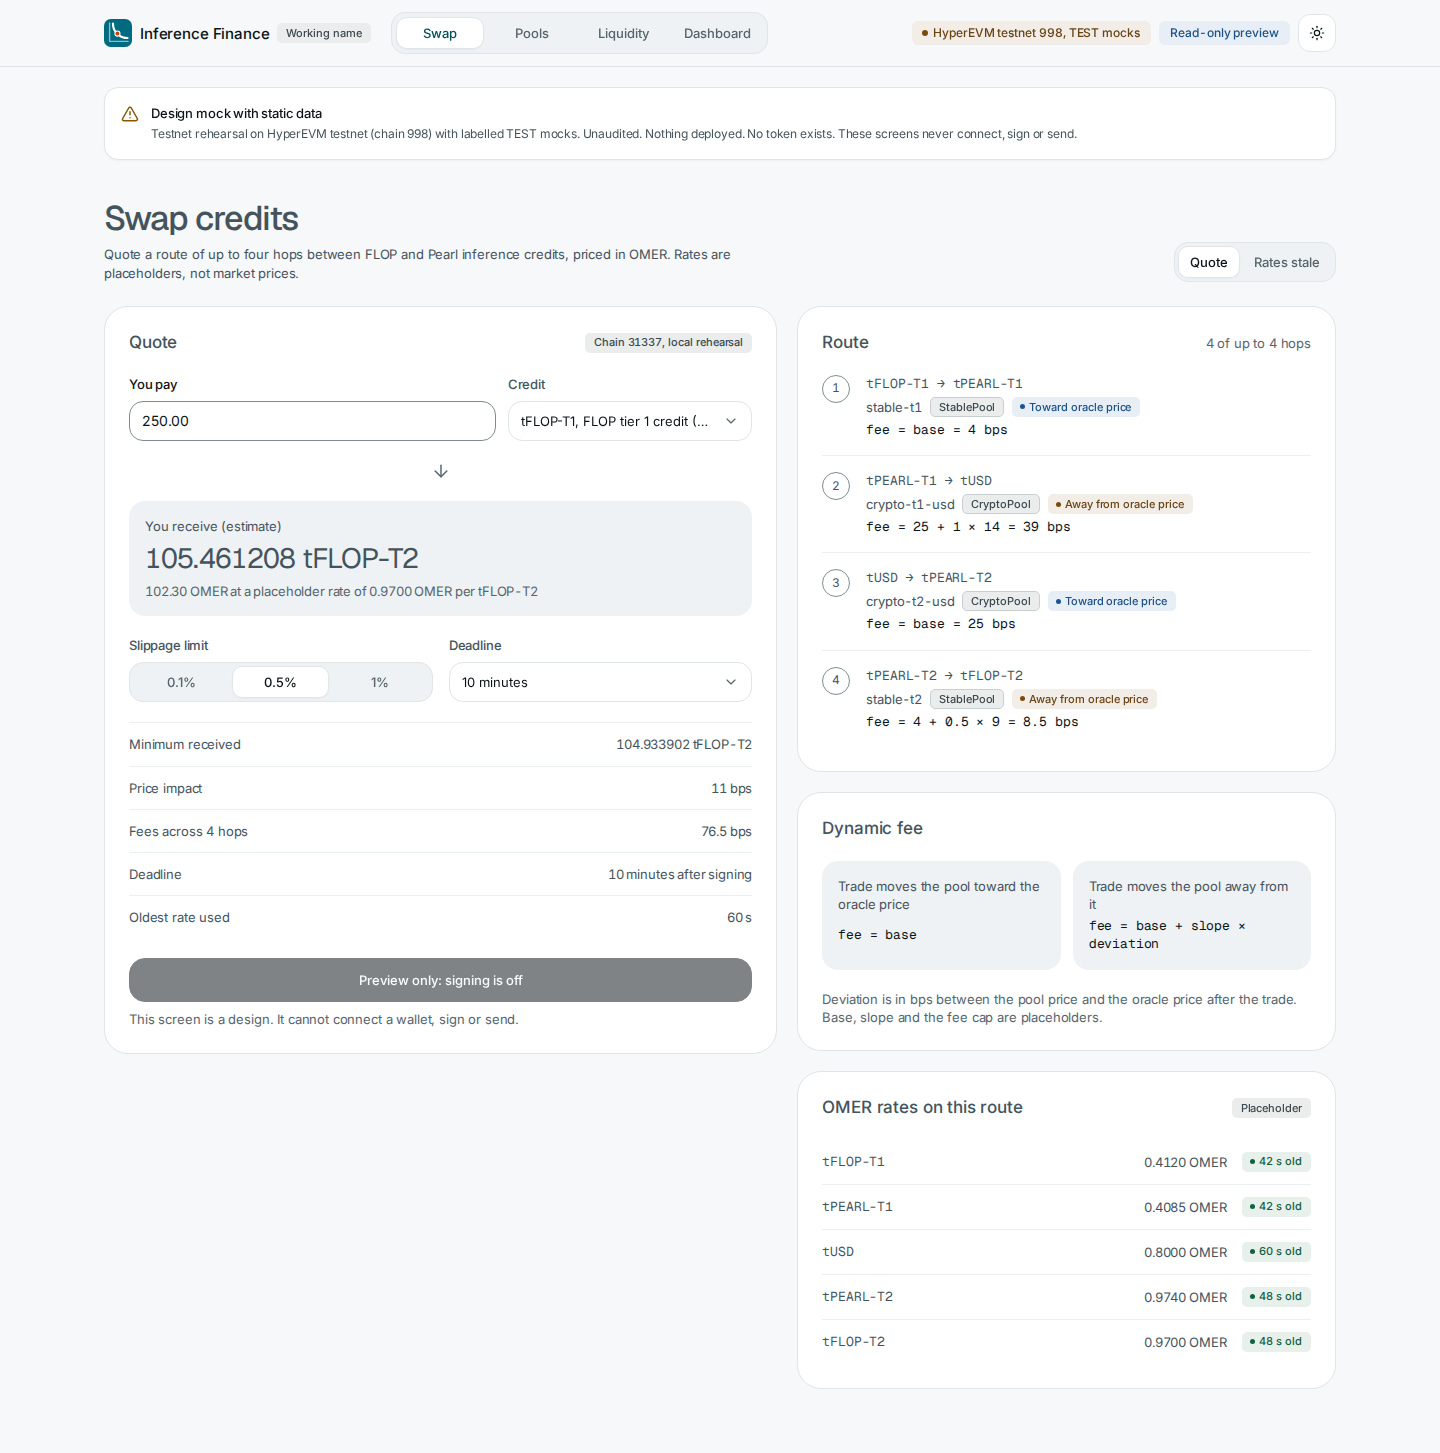 Inference Finance
Working name
Swap
Pools
Liquidity
Dashboard
HyperEVM testnet 998, TEST mocks
Read-only preview
Design mock with static data
Testnet rehearsal on HyperEVM testnet (chain 998) with labelled TEST mocks. Unaudited. Nothing deployed. No token exists. These screens never connect, sign or send.
Swap credits
Quote a route of up to four hops between FLOP and Pearl inference credits, priced in OMER. Rates are
placeholders, not market prices.
Quote
Rates stale
Quote
Chain 31337, local rehearsal
You pay
Credit
250.00
tFLOP-T1, FLOP tier 1 credit (...
You receive (estimate)
105.461208 tFLOP-T2
102.30 OMER at a placeholder rate of 0.9700 OMER per tFLOP-T2
Slippage limit
Deadline
0.1%
0.5%
1%
10 minutes
Minimum received
104.933902 tFLOP-T2
Price impact
11 bps
Fees across 4 hops
76.5 bps
Deadline
10 minutes after signing
Oldest rate used
60 s
Preview only: signing is off
This screen is a design. It cannot connect a wallet, sign or send.
Route
4 of up to 4 hops
1
tFLOP-T1 → tPEARL-T1
stable-t1
StablePool
Toward oracle price
fee = base = 4 bps
2
tPEARL-T1 → tUSD
crypto-t1-usd
CryptoPool
Away from oracle price
fee = 25 + 1 × 14 = 39 bps
3
tUSD → tPEARL-T2
crypto-t2-usd
CryptoPool
Toward oracle price
fee = base = 25 bps
4
tPEARL-T2 → tFLOP-T2
stable-t2
StablePool
Away from oracle price
fee = 4 + 0.5 × 9 = 8.5 bps
Dynamic fee
Trade moves the pool toward the
oracle price
fee = base
Trade moves the pool away from
it
fee = base + slope ×
deviation
Deviation is in bps between the pool price and the oracle price after the trade.
Base, slope and the fee cap are placeholders.
OMER rates on this route
Placeholder
tFLOP-T1
0.4120 OMER
42 s old
tPEARL-T1
0.4085 OMER
42 s old
tUSD
0.8000 OMER
60 s old
tPEARL-T2
0.9740 OMER
48 s old
tFLOP-T2
0.9700 OMER
48 s old